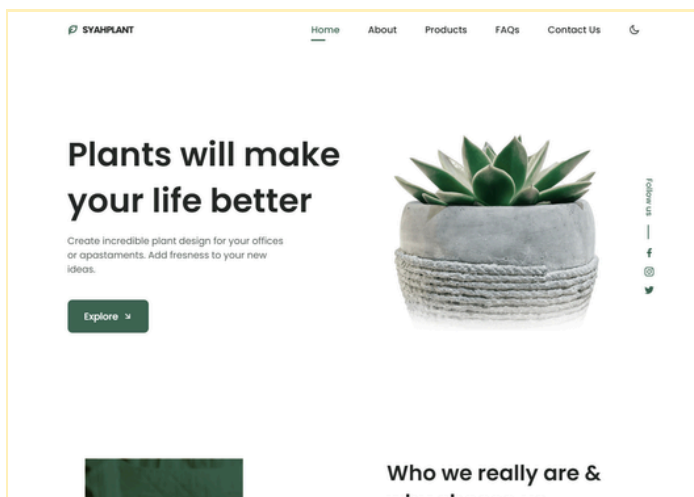 SYAHPLANT
Home About Products FAQs Contact Us
Plants will make
your life better
Create incredible plant design for your offices
or apastaments. Add fresness to your new
ideas.
Explore
Follow us
Who we really are &